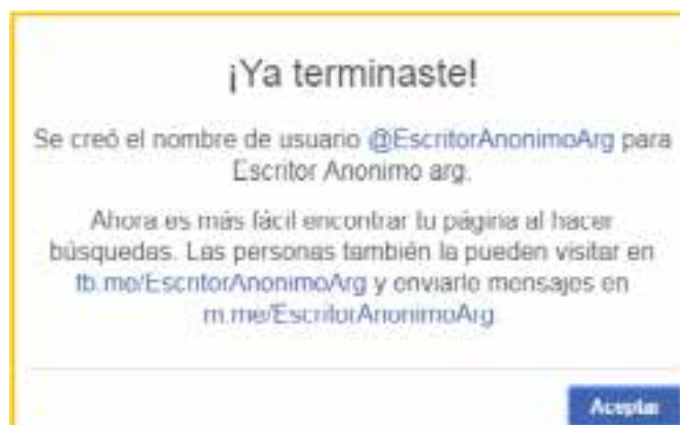 ¡Ya terminaste!
Se creó el nombre de usuario @EscritorAnonimoArg para
Escritor Anonimo arg.
Ahora es más fácil encontrar tu página al hacer
búsquedas. Las personas también la pueden visitar en
fb.me/EscritorAnonimoArg y enviarle mensajes en
m.me/EscritorAnonimoArg
Aceptar